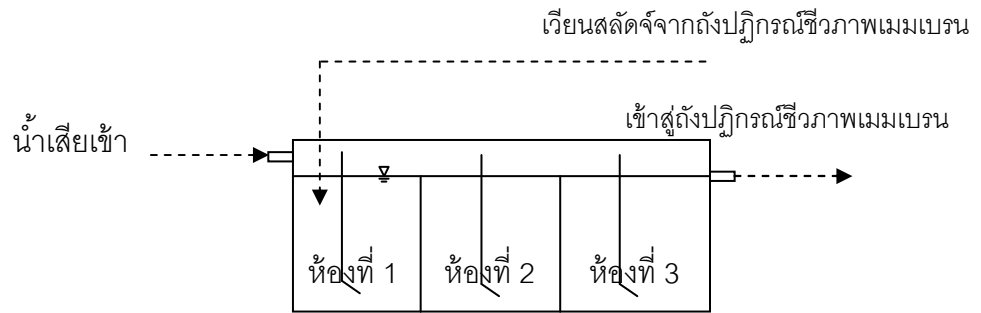 เวียนสลัดจ์จากถังปฏิกรณ์ชีวภาพเมมเบรน
เข้าสู่ถังปฏิกรณ์ชีวภาพเมมเบรน
น้ำเสียเข้า
ห้องที่ 1
ห้องที่ 2
ห้องที่ 3